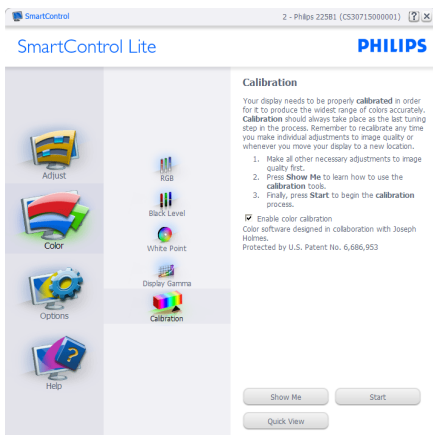 SmartControl
2 - Philips 225B1 (CS30715000001)
?
SmartControl Lite
PHILIPS
Adjust
Color
Options
Help
RGB
Black Level
White Point
Display Gamma
Calibration
Calibration
Your display needs to be properly calibrated in order
for it to produce the widest range of colors accurately.
Calibration should always take place as the last tuning
step in the process. Remember to recalibrate any time
you make individual adjustments to image quality or
whenever you move your display to a new location.
1. Make all other necessary adjustments to image
quality first.
2. Press Show Me to learn how to use the
calibration tools.
3. Finally, press Start to begin the calibration
process.
Enable color calibration
Color software designed in collaboration with Joseph
Holmes.
Protected by U.S. Patent No. 6,686,953
Show Me
Start
Quick View